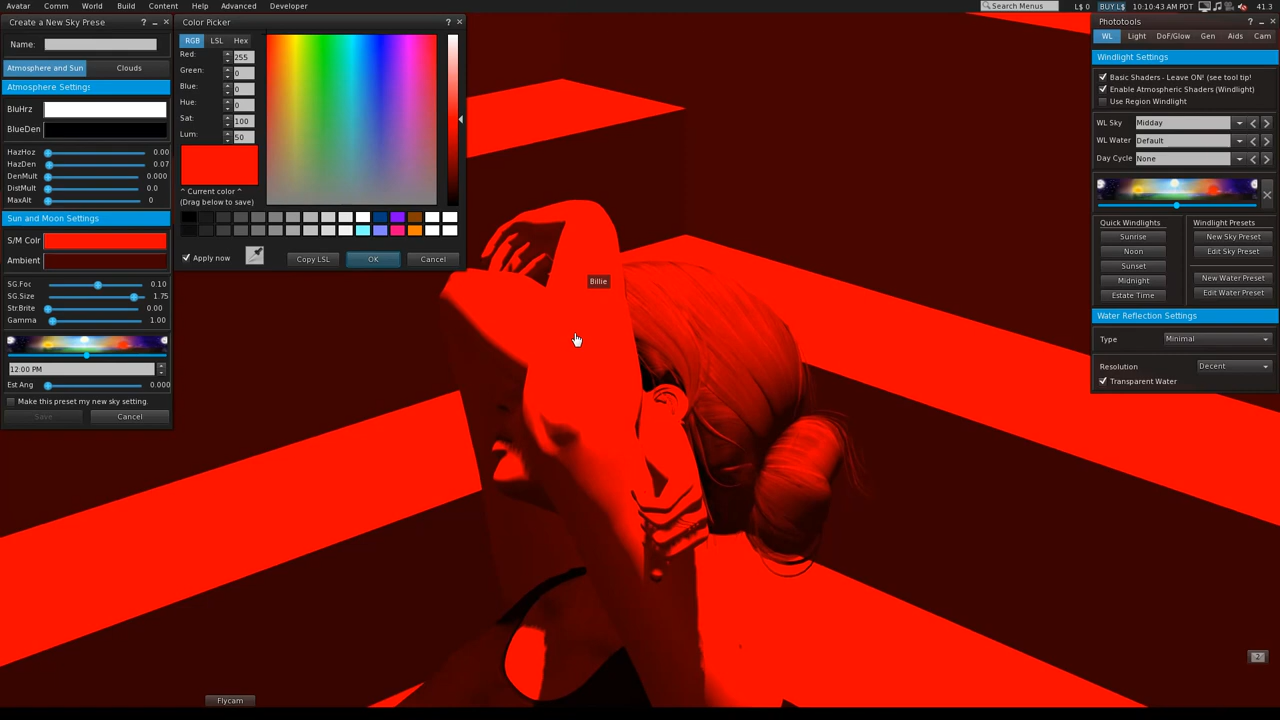 Avatar Comm World Build Content Help Advanced Developer
Search Menus L$ 0 BUY L$ 10:10:43 AM PDT 41.3
Create a New Sky Prese ? _ ×
Name:
Atmosphere and Sun Clouds
Atmosphere Settings
BluHrz
BlueDen
HazHoz 0.00
HazDen 0.07
DenMult 0.000
DistMult 0.0
MaxAlt 0
Sun and Moon Settings
S/M Colr
Ambient
SG.Foc 0.10
SG.Size 1.75
Str.Brite 0.00
Gamma 1.00
12:00 PM
Est Ang 0.000
Make this preset my new sky setting.
Save Cancel
Color Picker ? ×
RGB LSL Hex
Red: 255
Green: 0
Blue: 0
Hue: 0
Sat: 100
Lum: 50
^ Current color ^
(Drag below to save)
Apply now Copy LSL OK Cancel
Billie
Flycam
Phototools ? _ ×
WL Light DoF/Glow Gen Aids Cam
Windlight Settings
Basic Shaders - Leave ON! (see tool tip!
Enable Atmospheric Shaders (Windlight)
Use Region Windlight
WL Sky Midday
WL Water Default
Day Cycle None
Quick Windlights Windlight Presets
Sunrise New Sky Preset
Noon Edit Sky Preset
Sunset
Midnight New Water Preset
Estate Time Edit Water Preset
Water Reflection Settings
Type Minimal
Resolution Decent
Transparent Water